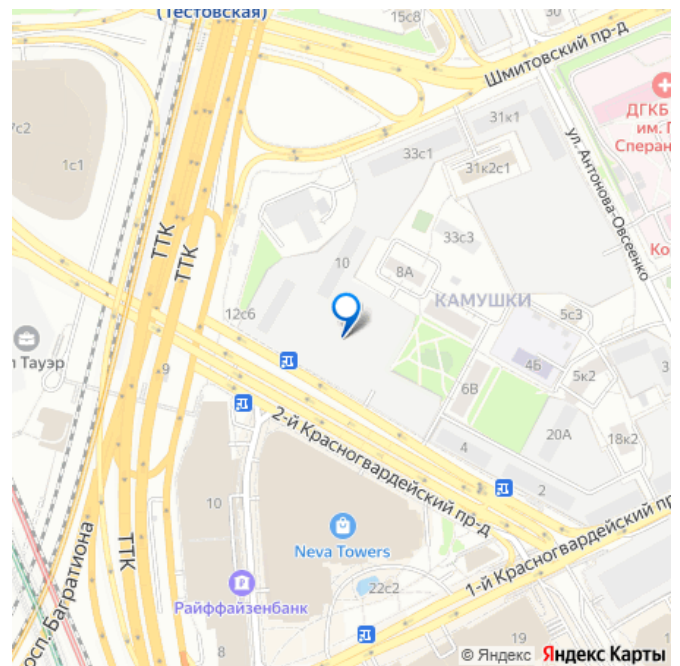 (Тестовская)
15с8
30
Шмитовский пр-д
7с2
31к1
ДГКБ
им. Г
Сперан
1с1
33с1
31к2с1
ул. Антонова-Овсеенко
ТТК
ТТК
33с3
Ко
10
8А
КАМУШКИ
12с6
5с3
л Тауэр
9
4Б
5к2
3
6В
2-й Красногвардейский пр-д
20А
18к2
4
2
10
Neva Towers
1-й Красногвардейский пр
ТТК
росп. Багратиона
Райффайзенбанк
22с2
19
© Яндекс Яндекс Карты